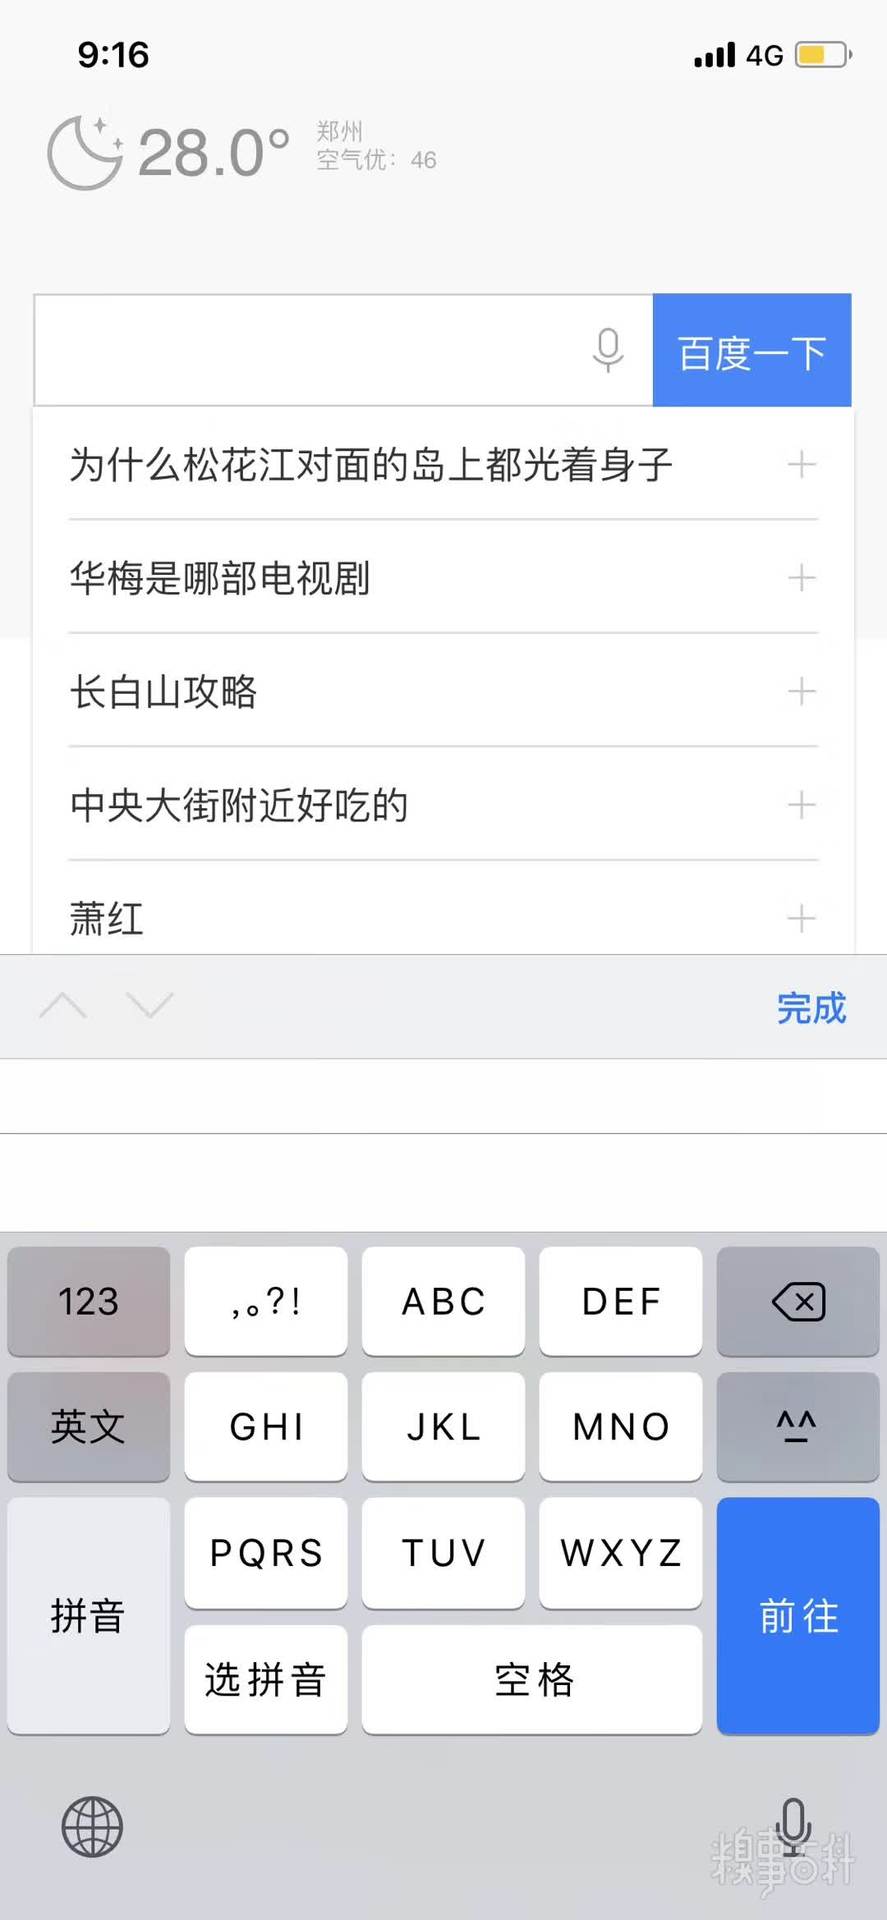 9:16
4G
28.0°
郑州
空气优：46
百度一下
为什么松花江对面的岛上都光着身子
华梅是哪部电视剧
长白山攻略
中央大街附近好吃的
萧红
完成
123
,。?!
ABC
DEF
英文
GHI
JKL
MNO
^^
拼音
PQRS
TUV
WXYZ
前往
选拼音
空格
糗事百科